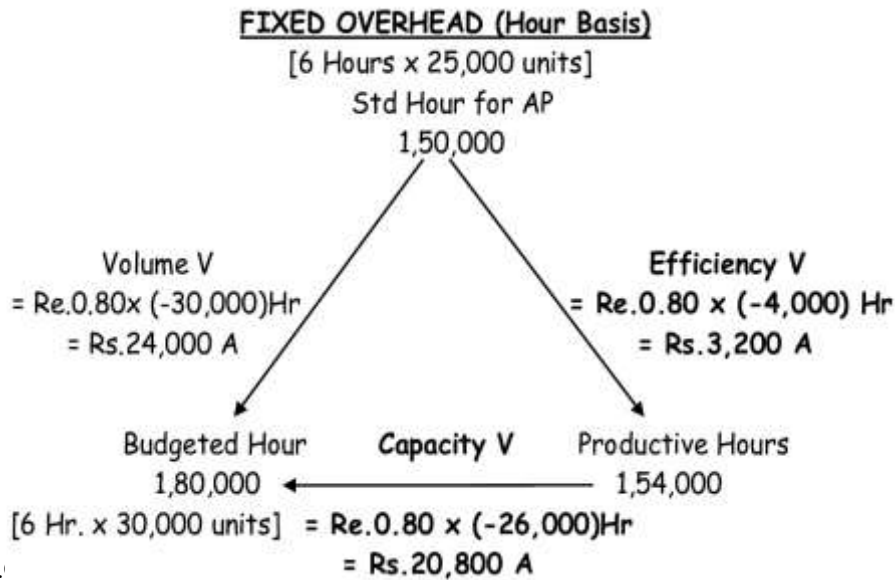 FIXED OVERHEAD (Hour Basis)
[6 Hours x 25,000 units]
Std Hour for AP
1,50,000
Volume V
= Re.0.80x (-30,000)Hr
= Rs.24,000 A
Efficiency V
= Re.0.80 x (-4,000) Hr
= Rs.3,200 A
Budgeted Hour
1,80,000
[6 Hr. x 30,000 units]
Capacity V
= Re.0.80 x (-26,000)Hr
= Rs.20,800 A
Productive Hours
1,54,000